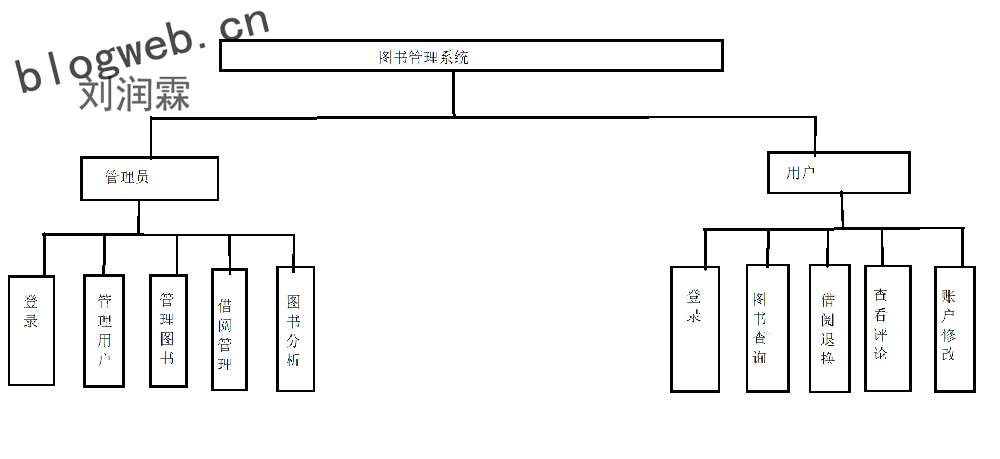 blogweb.cn
刘润霖
图书管理系统
管理员
用户
登录
管理用户
管理图书
借阅管理
图书分析
登录
图书查询
借阅退换
查看评论
账户修改